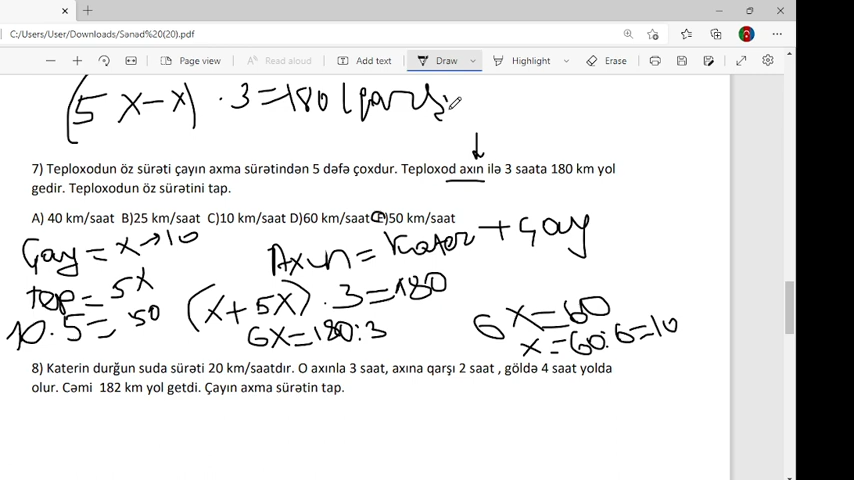 C:/Users/User/Downloads/Sənəd%20(20).pdf
Page view
Read aloud
Add text
Draw
Highlight
Erase
(5x-x) · 3=180 (qarşı
7) Teploxodun öz sürəti çayın axma sürətindən 5 dəfə çoxdur. Teploxod axın ilə 3 saata 180 km yol
gedir. Teploxodun öz sürətini tap.
A) 40 km/saat B)25 km/saat C)10 km/saat D)60 km/saat E)50 km/saat
Çay=x→10
Axın=Kater+Çay
tep=5x
(x+5x) · 3=180
10·5=50
6x=180:3
6x=60
x=60:6=10
8) Katerin durğun suda sürəti 20 km/saatdır. O axınla 3 saat, axına qarşı 2 saat , göldə 4 saat yolda
olur. Cəmi 182 km yol getdi. Çayın axma sürətin tap.